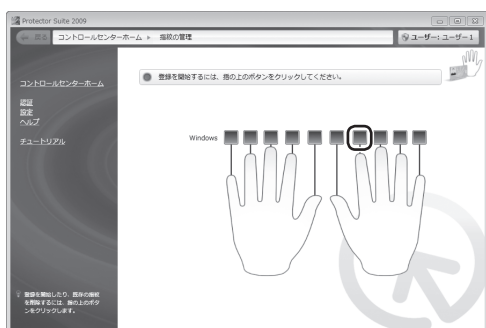 Protector Suite 2009
戻る コントロールセンターホーム ▶ 指紋の管理 ユーザー: ユーザー1
登録を開始するには、指の上のボタンをクリックしてください。
コントロールセンターホーム
認証
設定
ヘルプ
チュートリアル
Windows
登録を開始したり、既存の指紋
を削除するには、指の上のボタ
ンをクリックします。